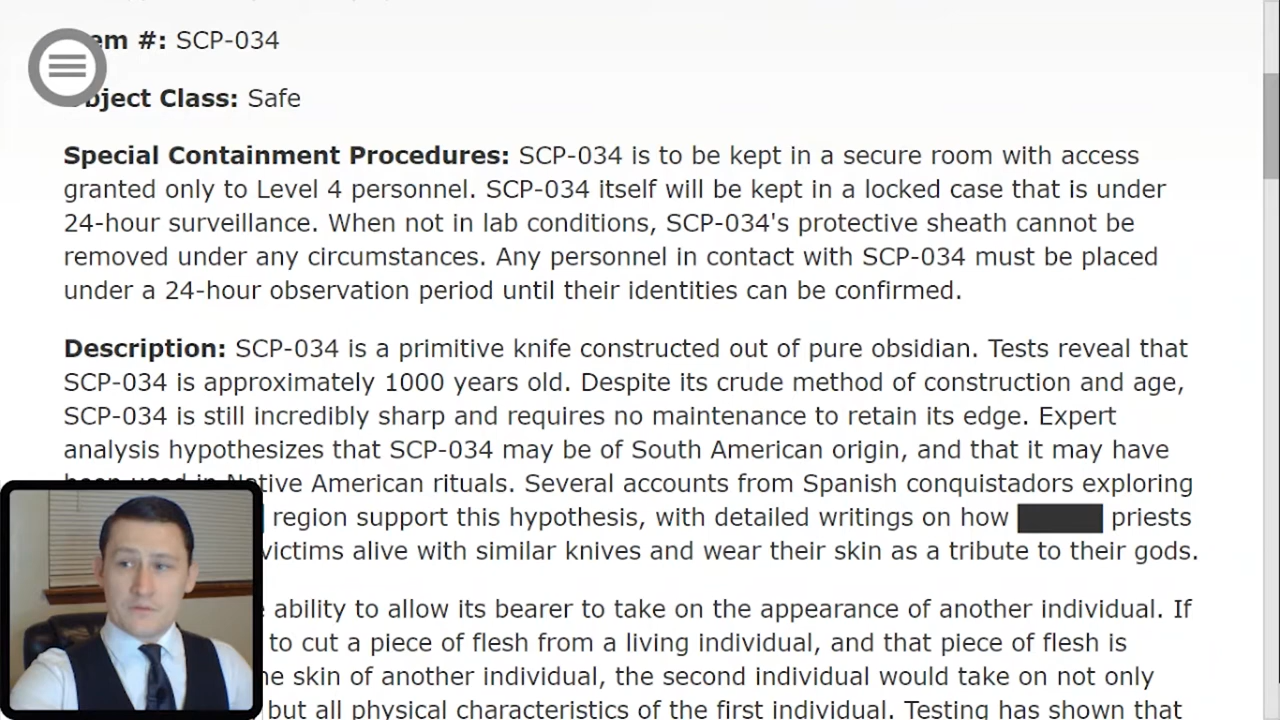 em #: SCP-034
bject Class: Safe
Special Containment Procedures: SCP-034 is to be kept in a secure room with access
granted only to Level 4 personnel. SCP-034 itself will be kept in a locked case that is under
24-hour surveillance. When not in lab conditions, SCP-034's protective sheath cannot be
removed under any circumstances. Any personnel in contact with SCP-034 must be placed
under a 24-hour observation period until their identities can be confirmed.
Description: SCP-034 is a primitive knife constructed out of pure obsidian. Tests reveal that
SCP-034 is approximately 1000 years old. Despite its crude method of construction and age,
SCP-034 is still incredibly sharp and requires no maintenance to retain its edge. Expert
analysis hypothesizes that SCP-034 may be of South American origin, and that it may have
Native American rituals. Several accounts from Spanish conquistadors exploring
region support this hypothesis, with detailed writings on how priests
victims alive with similar knives and wear their skin as a tribute to their gods.
ability to allow its bearer to take on the appearance of another individual. If
to cut a piece of flesh from a living individual, and that piece of flesh is
skin of another individual, the second individual would take on not only
but all physical characteristics of the first individual. Testing has shown that